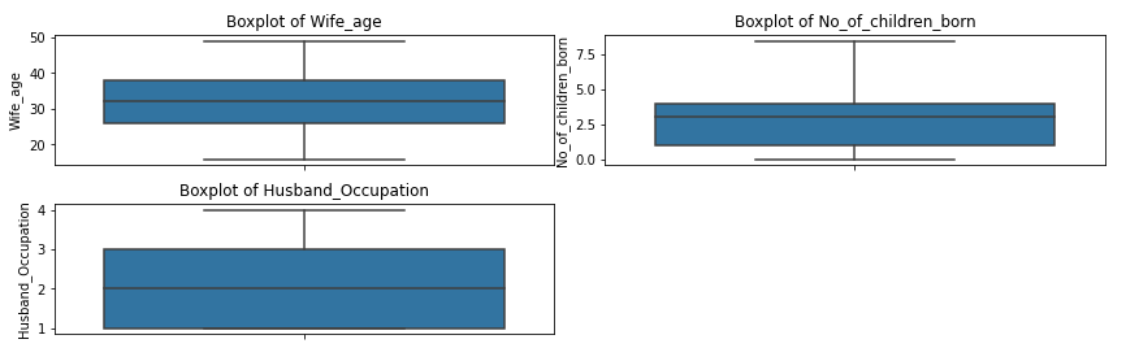 Boxplot of Wife_age
Wife_age
50
40
30
20
Boxplot of No_of_children_born
No_of_children_born
7.5
5.0
2.5
0.0
Boxplot of Husband_Occupation
Husband_Occupation
4
3
2
1